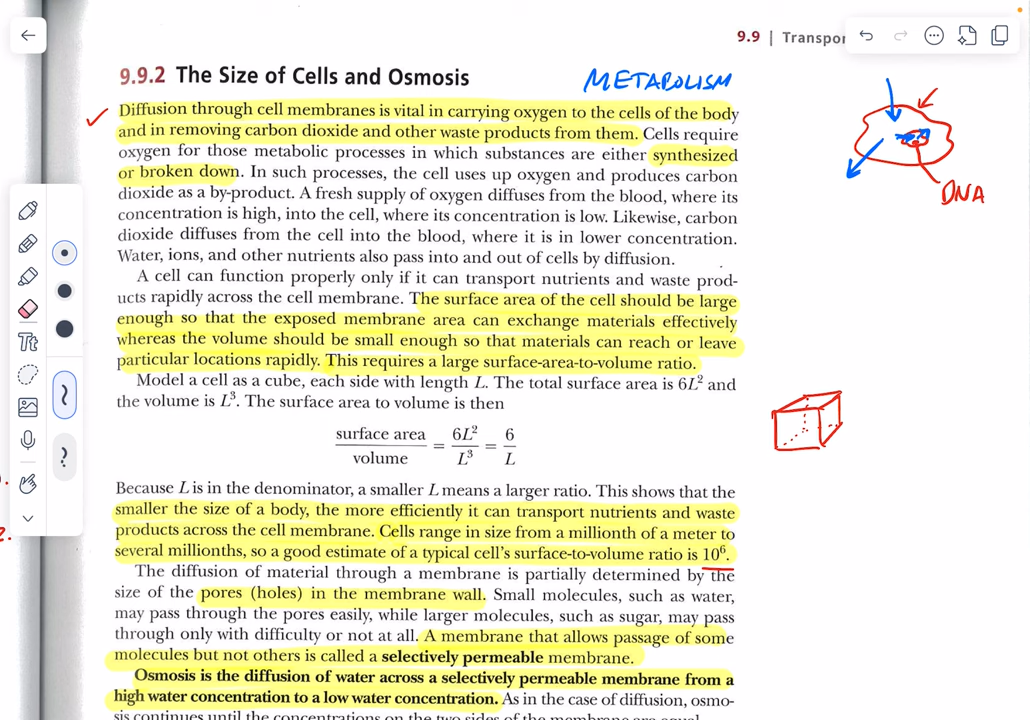 9.9 | Transpor
9.9.2 The Size of Cells and Osmosis
METABOLISM
Diffusion through cell membranes is vital in carrying oxygen to the cells of the body
and in removing carbon dioxide and other waste products from them. Cells require
oxygen for those metabolic processes in which substances are either synthesized
or broken down. In such processes, the cell uses up oxygen and produces carbon
dioxide as a by-product. A fresh supply of oxygen diffuses from the blood, where its
concentration is high, into the cell, where its concentration is low. Likewise, carbon
dioxide diffuses from the cell into the blood, where it is in lower concentration.
Water, ions, and other nutrients also pass into and out of cells by diffusion.
DNA
A cell can function properly only if it can transport nutrients and waste prod-
ucts rapidly across the cell membrane. The surface area of the cell should be large
enough so that the exposed membrane area can exchange materials effectively
whereas the volume should be small enough so that materials can reach or leave
particular locations rapidly. This requires a large surface-area-to-volume ratio.
Model a cell as a cube, each side with length L. The total surface area is 6L² and
the volume is L³. The surface area to volume is then
surface area / volume = 6L² / L³ = 6 / L
Because L is in the denominator, a smaller L means a larger ratio. This shows that the
smaller the size of a body, the more efficiently it can transport nutrients and waste
products across the cell membrane. Cells range in size from a millionth of a meter to
several millionths, so a good estimate of a typical cell's surface-to-volume ratio is 10⁶.
The diffusion of material through a membrane is partially determined by the
size of the pores (holes) in the membrane wall. Small molecules, such as water,
may pass through the pores easily, while larger molecules, such as sugar, may pass
through only with difficulty or not at all. A membrane that allows passage of some
molecules but not others is called a selectively permeable membrane.
Osmosis is the diffusion of water across a selectively permeable membrane from a
high water concentration to a low water concentration. As in the case of diffusion, osmo-
sis continues until the concentrations on the two sides of the membrane are equal.
Tt
2.